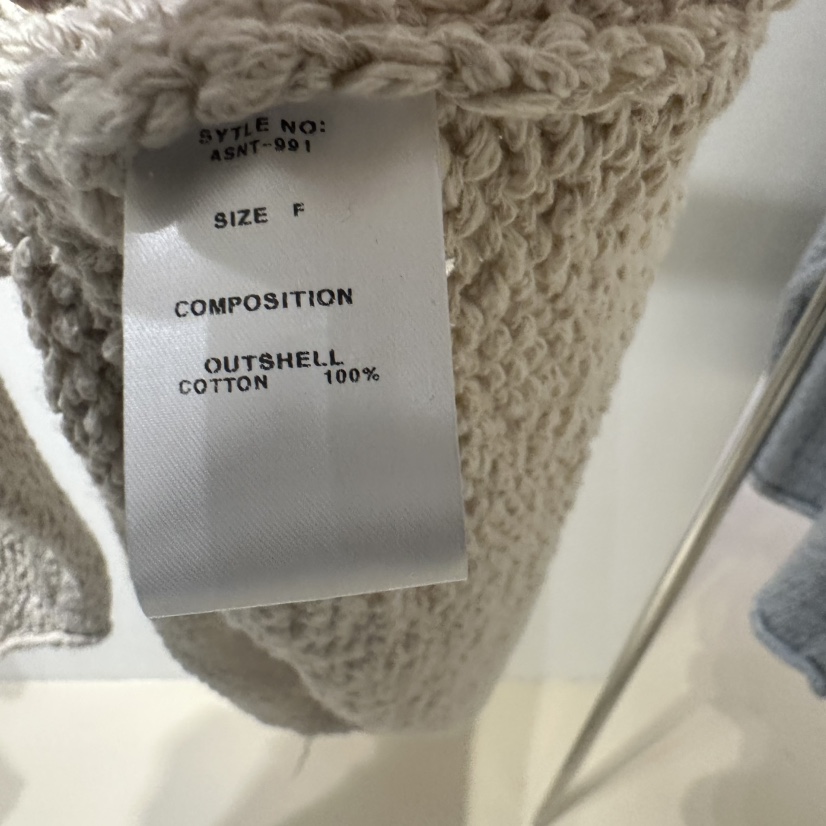 SYTLE NO:
ASNT-991
SIZE F
COMPOSITION
OUTSHELL
COTTON 100%